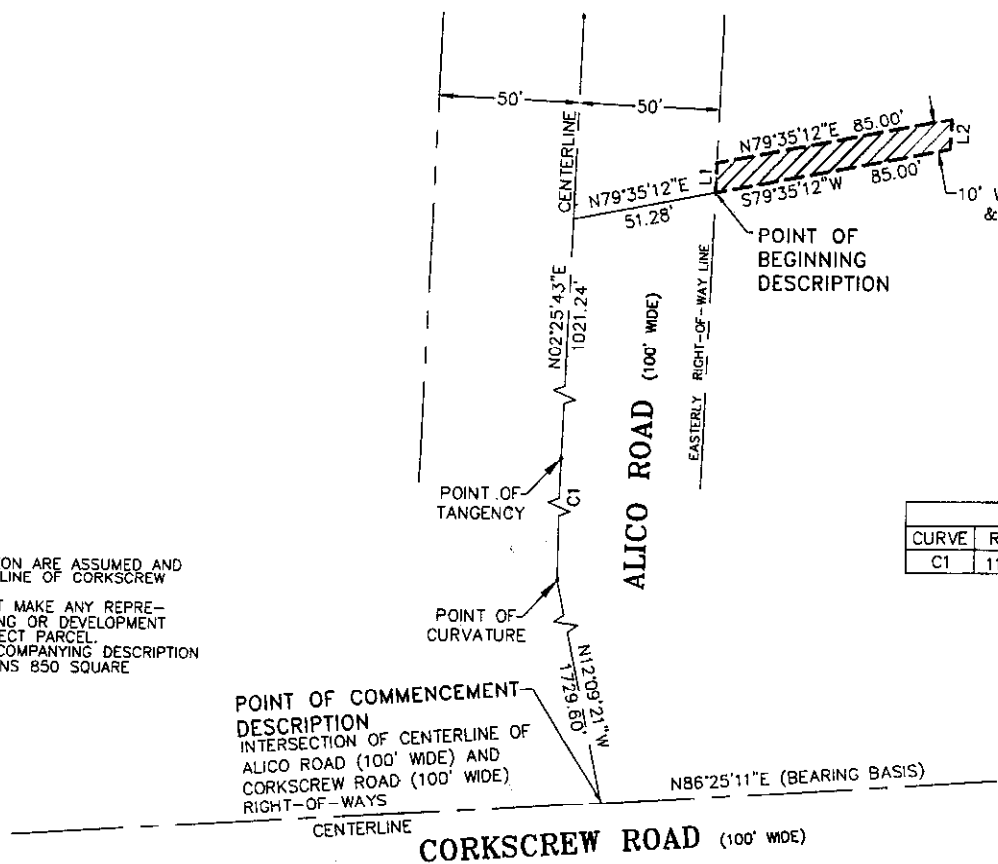 50'
50'
CENTERLINE
N79°35'12"E 85.00'
L1
L2
S79°35'12"W 85.00'
N79°35'12"E
51.28'
10'
&
POINT OF
BEGINNING
DESCRIPTION
N02°25'43"E
1021.24'
ALICO ROAD (100' WIDE)
EASTERLY RIGHT-OF-WAY LINE
POINT OF
TANGENCY
C1
CURVE
C1 11
ON ARE ASSUMED AND
LINE OF CORKSCREW
MAKE ANY REPRE-
NG OR DEVELOPMENT
ECT PARCEL.
COMPANYING DESCRIPTION
NS 850 SQUARE
POINT OF
CURVATURE
N12°09'21"W
1729.60'
POINT OF COMMENCEMENT
DESCRIPTION
INTERSECTION OF CENTERLINE OF
ALICO ROAD (100' WIDE) AND
CORKSCREW ROAD (100' WIDE)
RIGHT-OF-WAYS
N86°25'11"E (BEARING BASIS)
CENTERLINE
CORKSCREW ROAD (100' WIDE)